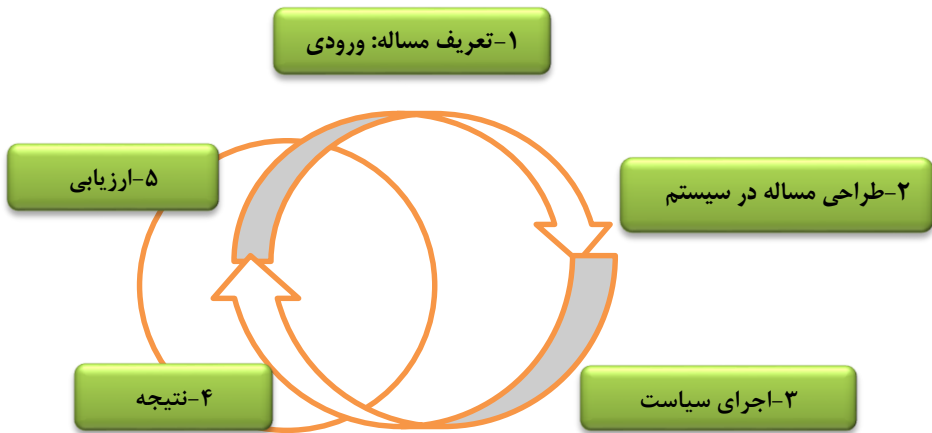 ۱-تعریف مساله: ورودی
۲-طراحی مساله در سیستم
۳-اجرای سیاست
۴-نتیجه
۵-ارزیابی